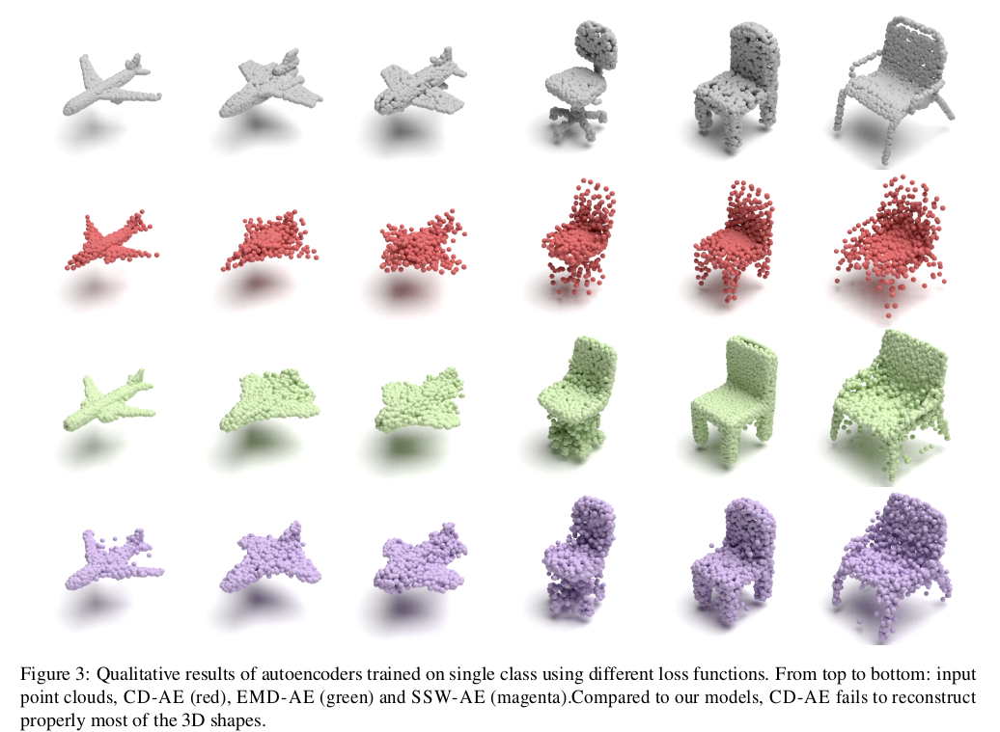 Figure 3: Qualitative results of autoencoders trained on single class using different loss functions. From top to bottom: input
point clouds, CD-AE (red), EMD-AE (green) and SSW-AE (magenta).Compared to our models, CD-AE fails to reconstruct
properly most of the 3D shapes.